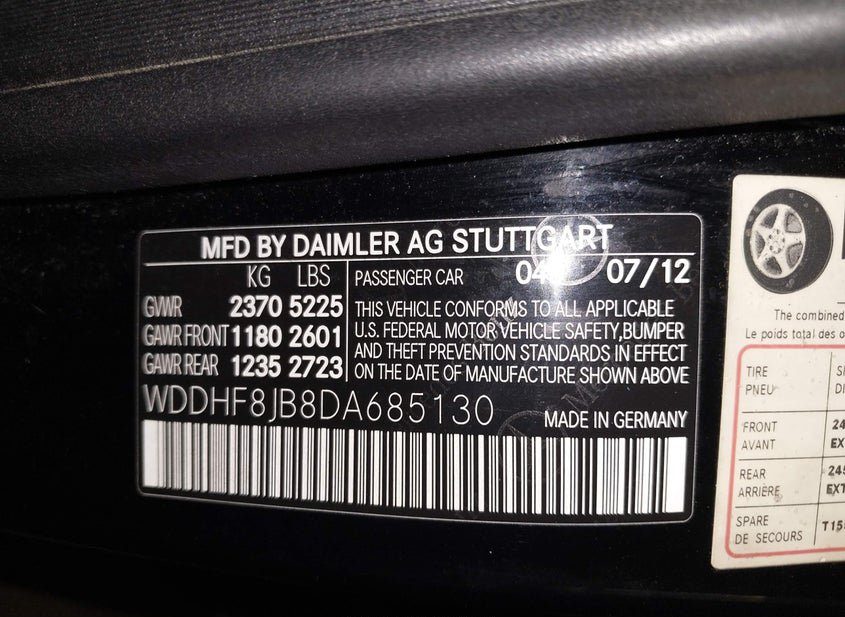 MFD BY DAIMLER AG STUTTGART
KG LBS
PASSENGER CAR
07/12
GVWR 2370 5225
GAWR FRONT 1180 2601
GAWR REAR 1235 2723
THIS VEHICLE CONFORMS TO ALL APPLICABLE
U.S. FEDERAL MOTOR VEHICLE SAFETY, BUMPER
AND THEFT PREVENTION STANDARDS IN EFFECT
ON THE DATE OF MANUFACTURE SHOWN ABOVE
WDDHF8JB8DA685130
MADE IN GERMANY
The combined
Le poids total des
TIRE
PNEU
FRONT
AVANT
REAR
ARRIÈRE
SPARE
DE SECOURS